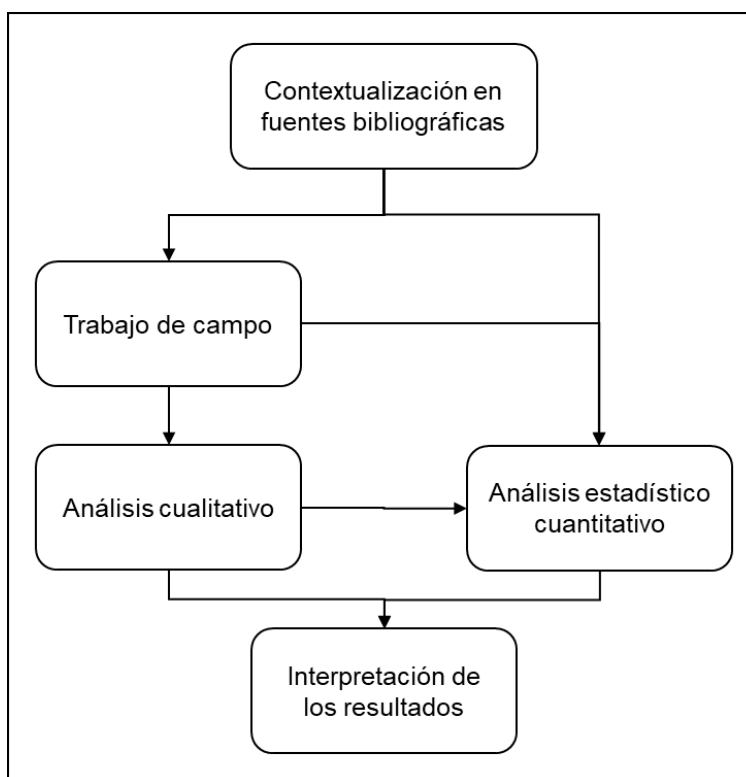 Contextualización en
fuentes bibliográficas
Trabajo de campo
Análisis cualitativo
Análisis estadístico
cuantitativo
Interpretación de
los resultados